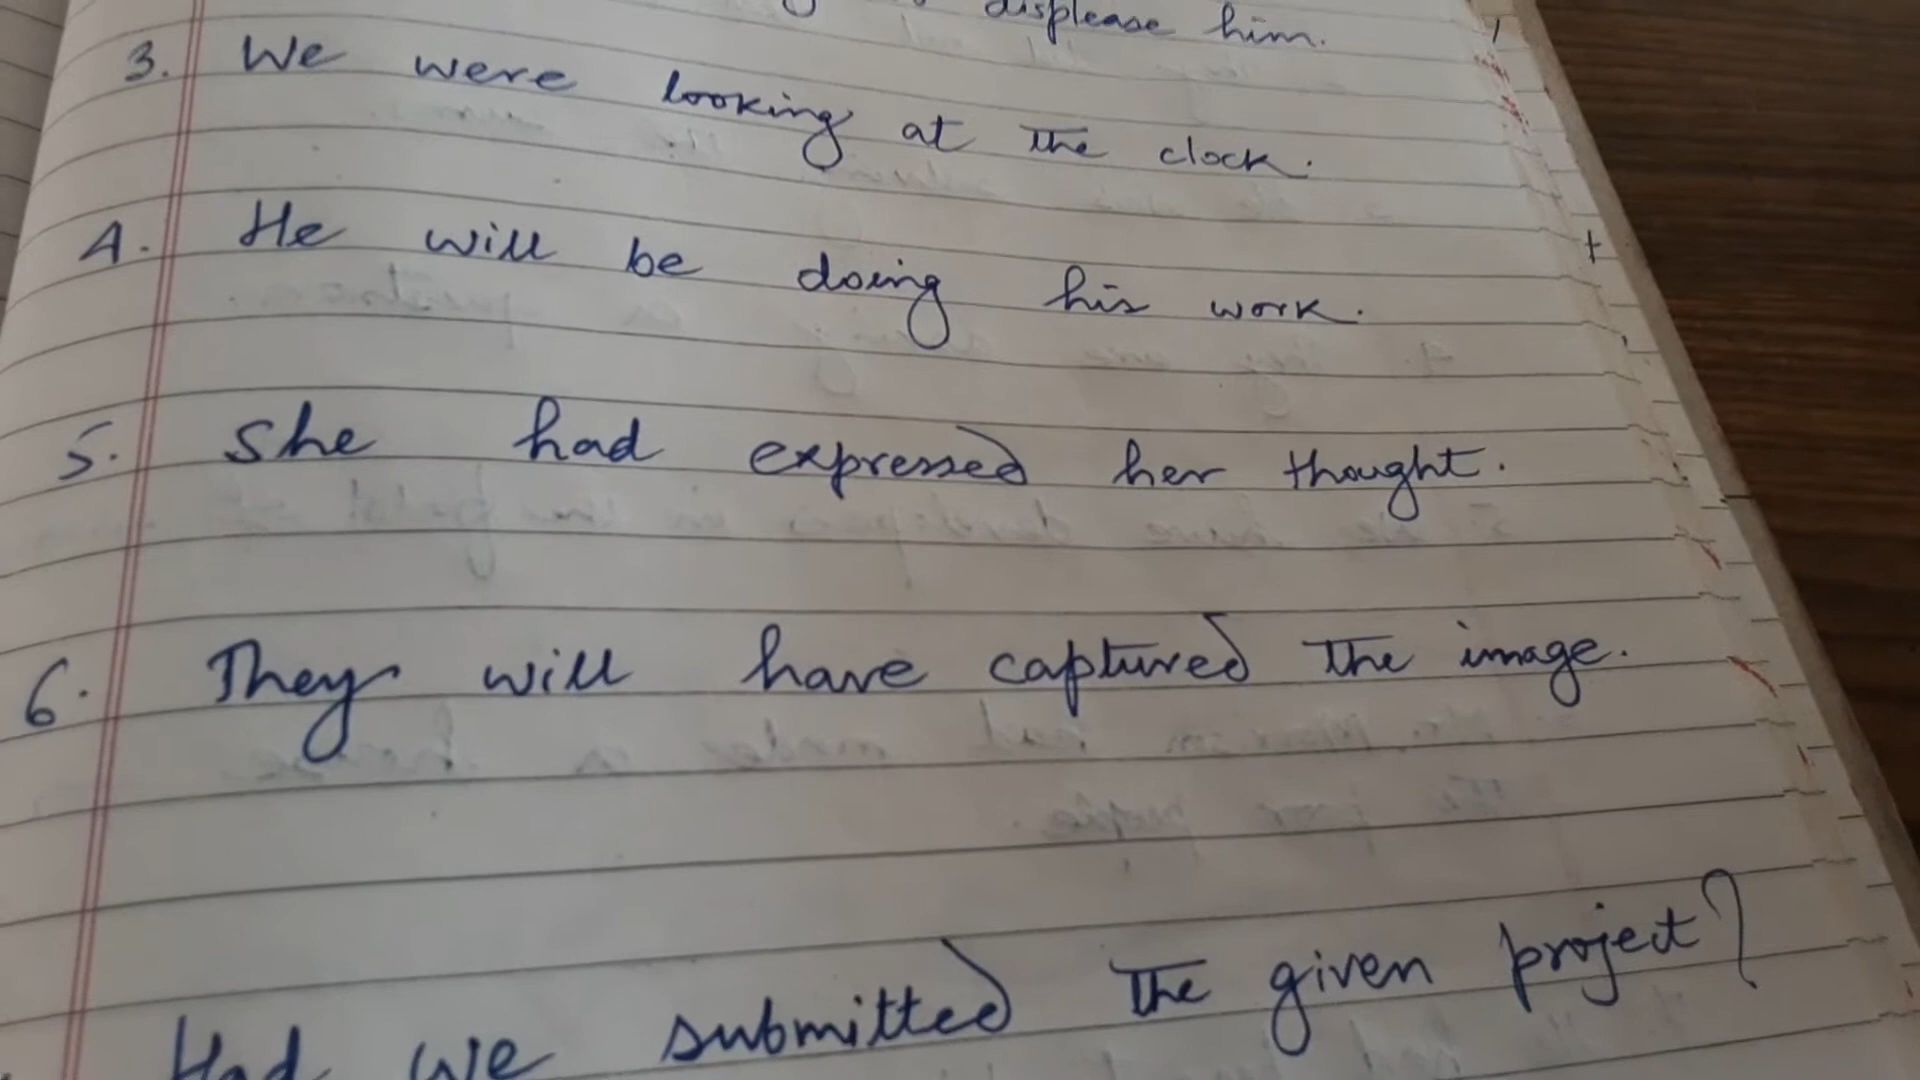 displease him.
3. We were looking at the clock.
4. He will be doing his work.
5. She had expressed her thought.
6. They will have captured the image.
Had we submitted the given project?